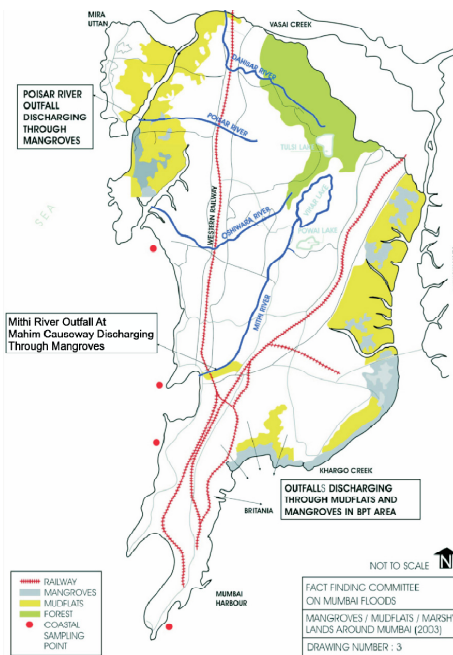 MIRA
UTTAN
VASAI CREEK
DAHISAR RIVER
POISAR RIVER
OUTFALL
DISCHARGING
THROUGH
MANGROVES
POISAR RIVER
TULSI LAKE
SEA
WESTERN RAILWAY
OSHIWARA RIVER
VIHAR LAKE
POWAI LAKE
MITHI RIVER
Mithi River Outfall At
Mahim Causeway Discharging
Through Mangroves
KHARGO CREEK
OUTFALLS DISCHARGING
THROUGH MUDFLATS AND
MANGROVES IN BPT AREA
BRITANIA
NOT TO SCALE
N
RAILWAY
MANGROVES
MUDFLATS
FOREST
COASTAL
SAMPLING
POINT
MUMBAI
HARBOUR
FACT FINDING COMMITTEE
ON MUMBAI FLOODS
MANGROVES / MUDFLATS / MARSHY
LANDS AROUND MUMBAI (2003)
DRAWING NUMBER : 3